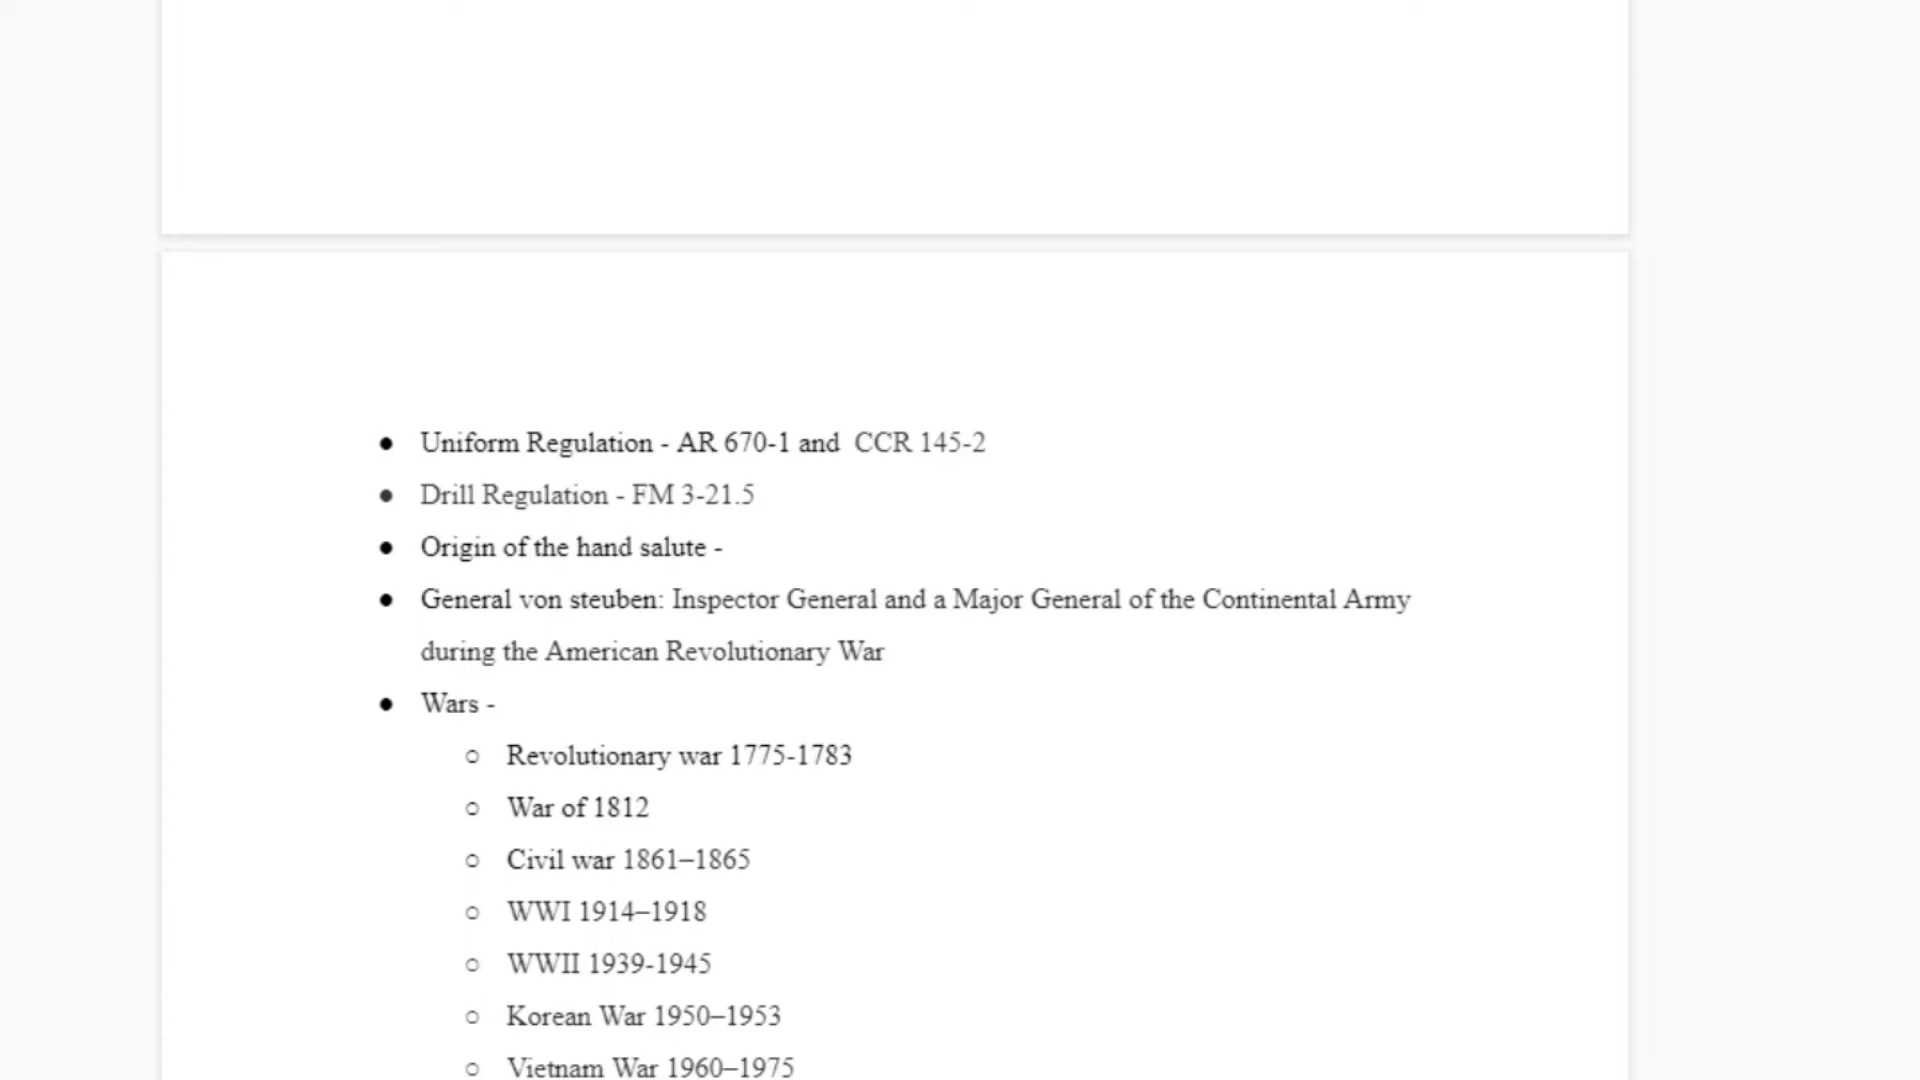 ● Uniform Regulation - AR 670-1 and  CCR 145-2
● Drill Regulation - FM 3-21.5
● Origin of the hand salute -
● General von steuben: Inspector General and a Major General of the Continental Army
during the American Revolutionary War
● Wars -
○ Revolutionary war 1775-1783
○ War of 1812
○ Civil war 1861–1865
○ WWI 1914–1918
○ WWII 1939-1945
○ Korean War 1950–1953
○ Vietnam War 1960–1975